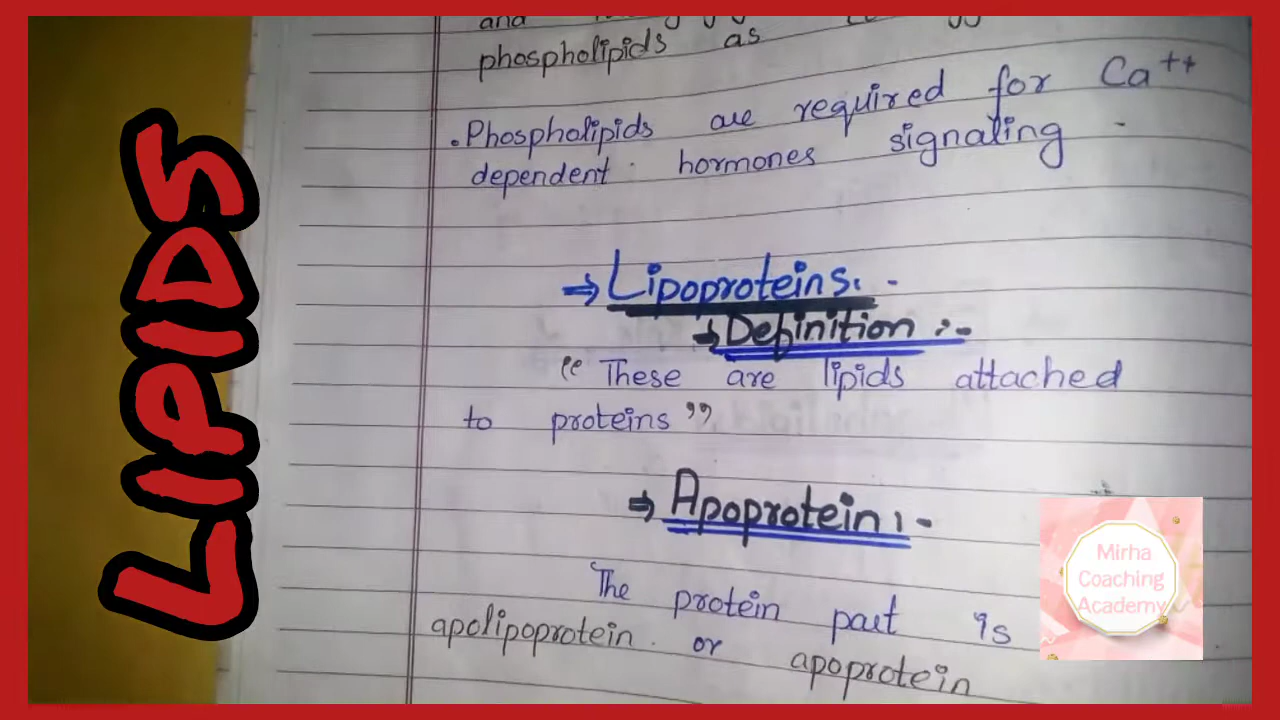 LIPIDS
and
phospholipids as
• Phospholipids are required for Ca++
dependent hormones signaling -
⇒ Lipoproteins. -
→ Definition :-
“ These are lipids attached
to proteins ”
⇒ Apoprotein :-
The protein part is
apolipoprotein. or apoprotein
Mirha
Coaching
Academy